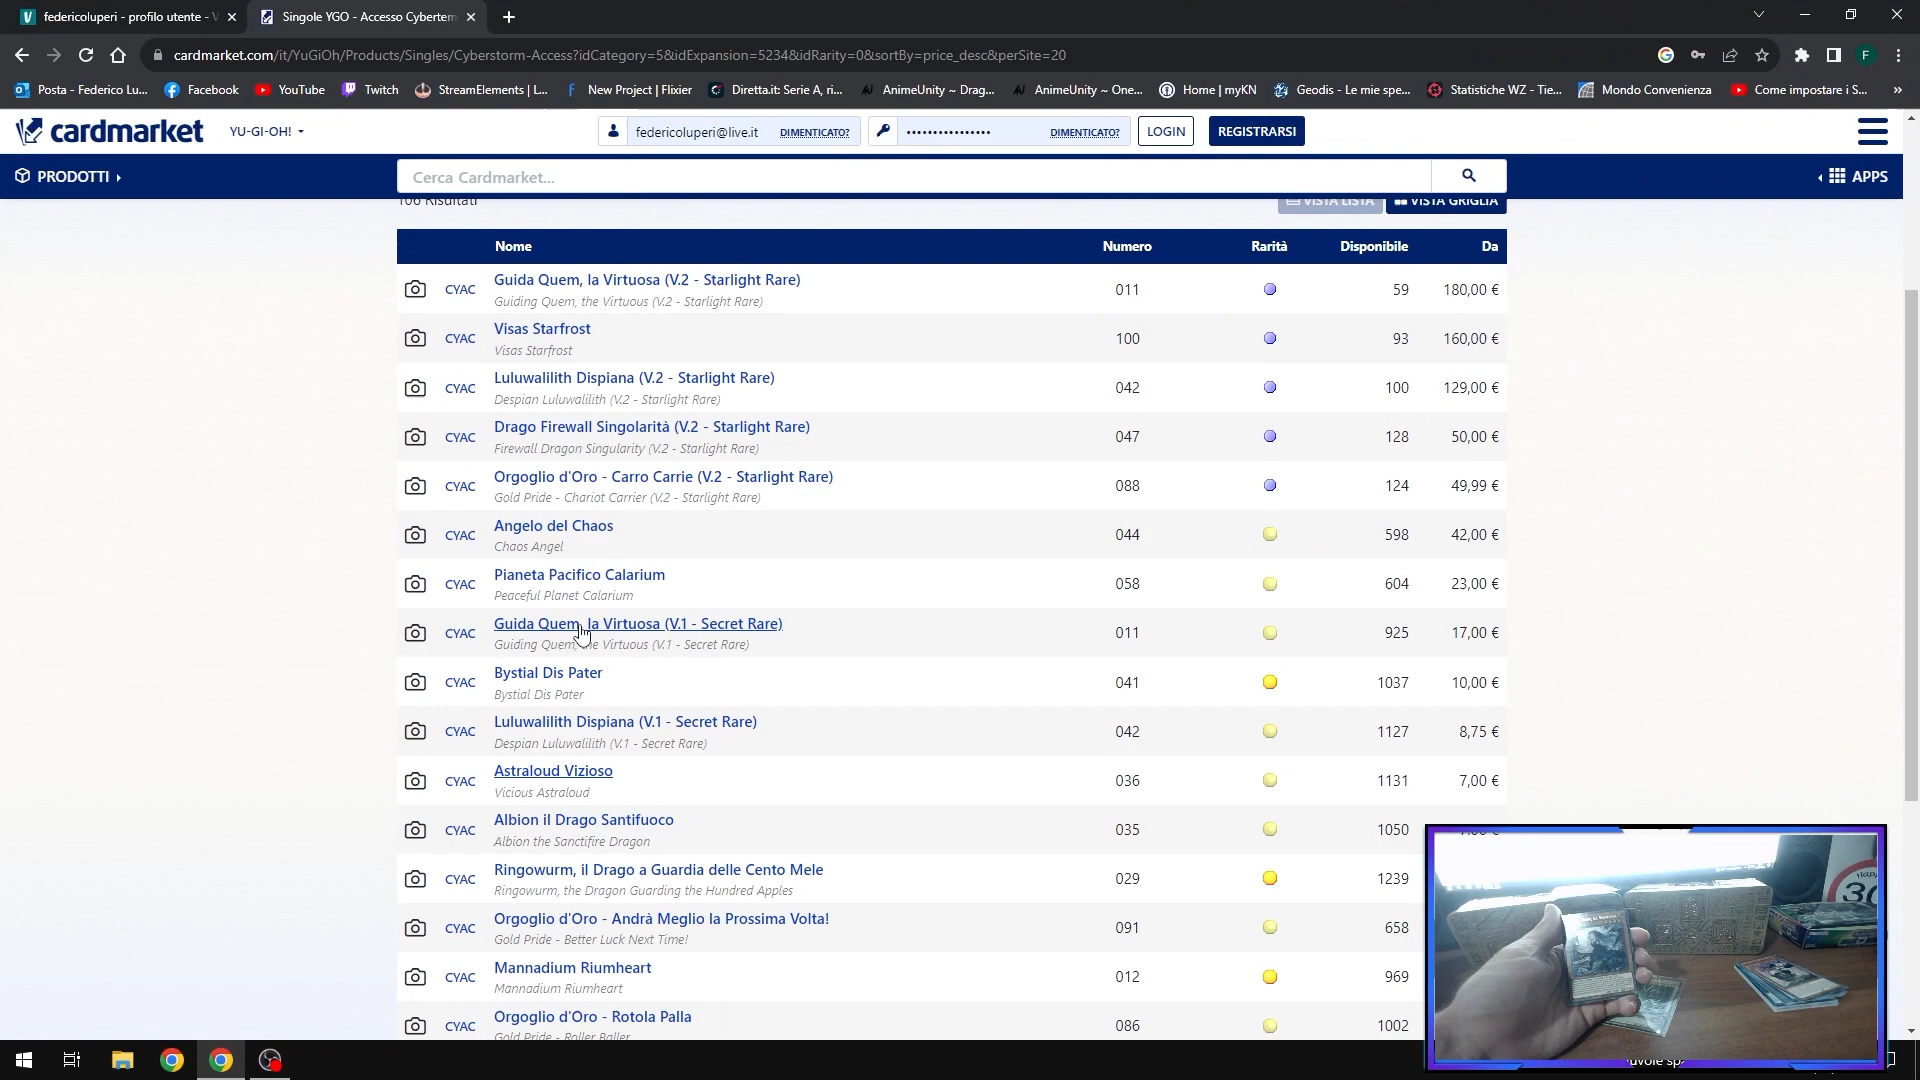 federicoluperi - profilo utente - V
Singole YGO - Accesso Cybertem
cardmarket.com/it/YuGiOh/Products/Singles/Cyberstorm-Access?idCategory=5&idExpansion=5234&idRarity=0&sortBy=price_desc&perSite=20
Posta - Federico Lu...
Facebook
YouTube
Twitch
StreamElements | L...
New Project | Flixier
Diretta.it: Serie A, ri...
AnimeUnity ~ Drag...
AnimeUnity ~ One...
Home | myKN
Geodis - Le mie spe...
Statistiche WZ - Tie...
Mondo Convenienza
Come impostare i S...
cardmarket
YU-GI-OH!
federicoluperi@live.it
DIMENTICATO?
DIMENTICATO?
LOGIN
REGISTRARSI
PRODOTTI
Cerca Cardmarket...
APPS
106 Risultati
VISTA LISTA
VISTA GRIGLIA
Nome Numero Rarità Disponibile Da
CYAC Guida Quem, la Virtuosa (V.2 - Starlight Rare) 011 59 180,00 €
Guiding Quem, the Virtuous (V.2 - Starlight Rare)
CYAC Visas Starfrost 100 93 160,00 €
Visas Starfrost
CYAC Luluwalilith Dispiana (V.2 - Starlight Rare) 042 100 129,00 €
Despian Luluwalilith (V.2 - Starlight Rare)
CYAC Drago Firewall Singolarità (V.2 - Starlight Rare) 047 128 50,00 €
Firewall Dragon Singularity (V.2 - Starlight Rare)
CYAC Orgoglio d'Oro - Carro Carrie (V.2 - Starlight Rare) 088 124 49,99 €
Gold Pride - Chariot Carrier (V.2 - Starlight Rare)
CYAC Angelo del Chaos 044 598 42,00 €
Chaos Angel
CYAC Pianeta Pacifico Calarium 058 604 23,00 €
Peaceful Planet Calarium
CYAC Guida Quem, la Virtuosa (V.1 - Secret Rare) 011 925 17,00 €
Guiding Quem, the Virtuous (V.1 - Secret Rare)
CYAC Bystial Dis Pater 041 1037 10,00 €
Bystial Dis Pater
CYAC Luluwalilith Dispiana (V.1 - Secret Rare) 042 1127 8,75 €
Despian Luluwalilith (V.1 - Secret Rare)
CYAC Astraloud Vizioso 036 1131 7,00 €
Vicious Astraloud
CYAC Albion il Drago Santifuoco 035 1050
Albion the Sanctifire Dragon
CYAC Ringowurm, il Drago a Guardia delle Cento Mele 029 1239
Ringowurm, the Dragon Guarding the Hundred Apples
CYAC Orgoglio d'Oro - Andrà Meglio la Prossima Volta! 091 658
Gold Pride - Better Luck Next Time!
CYAC Mannadium Riumheart 012 969
Mannadium Riumheart
CYAC Orgoglio d'Oro - Rotola Palla 086 1002
Gold Pride - Roller Baller
30